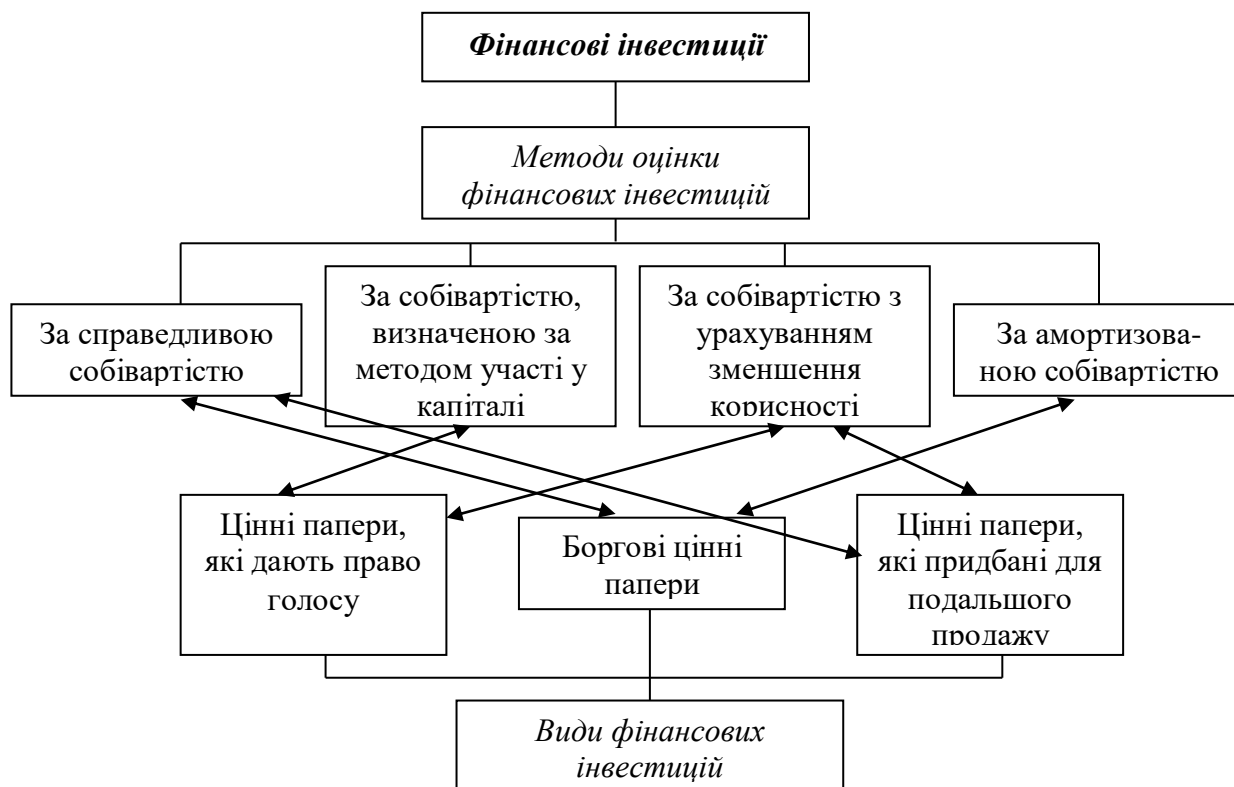 Фінансові інвестиції
Методи оцінки
фінансових інвестицій
За справедливою
собівартістю
За собівартістю,
визначеною за
методом участі у
капіталі
За собівартістю з
урахуванням
зменшення
корисності
За амортизова-
ною собівартістю
Цінні папери,
які дають право
голосу
Боргові цінні
папери
Цінні папери,
які придбані для
подальшого
продажу
Види фінансових
інвестицій